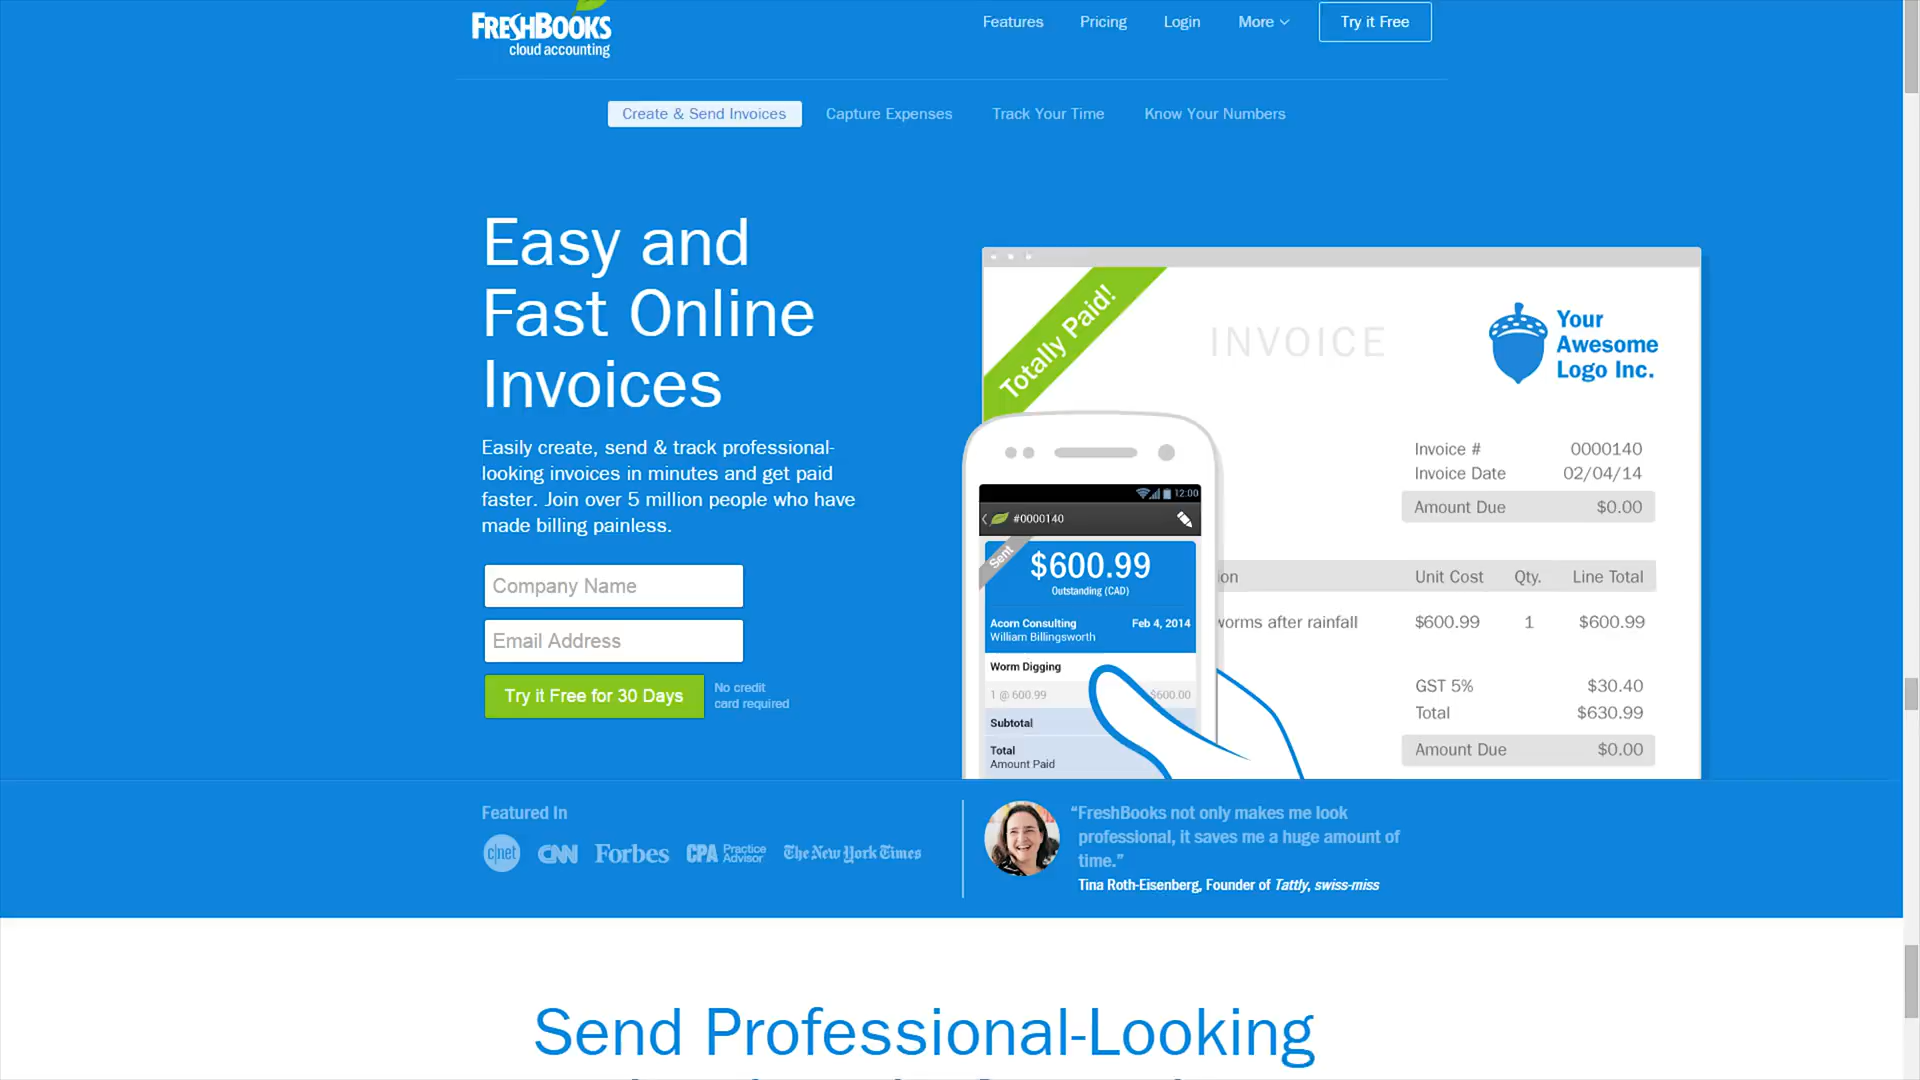 FRESHBOOKS
cloud accounting
Features
Pricing
Login
More
Try it Free
Create & Send Invoices
Capture Expenses
Track Your Time
Know Your Numbers
Easy and
Fast Online
Invoices
Easily create, send & track professional-
looking invoices in minutes and get paid
faster. Join over 5 million people who have
made billing painless.
Company Name
Email Address
Try it Free for 30 Days
No credit
card required
Totally Paid!
INVOICE
Your
Awesome
Logo Inc.
Invoice # 0000140
Invoice Date 02/04/14
Amount Due $0.00
ion Unit Cost Qty. Line Total
worms after rainfall $600.99 1 $600.99
GST 5% $30.40
Total $630.99
Amount Due $0.00
12:00
#0000140
Sent
$600.99
Outstanding (CAD)
Acorn Consulting Feb 4, 2014
William Billingsworth
Worm Digging
1 @ 600.99 $600.00
Subtotal
Total
Amount Paid
Featured In
c|net
CNN
Forbes
CPA Practice
Advisor
The New York Times
“FreshBooks not only makes me look
professional, it saves me a huge amount of
time.”
Tina Roth-Eisenberg, Founder of Tattly, swiss-miss
Send Professional-Looking